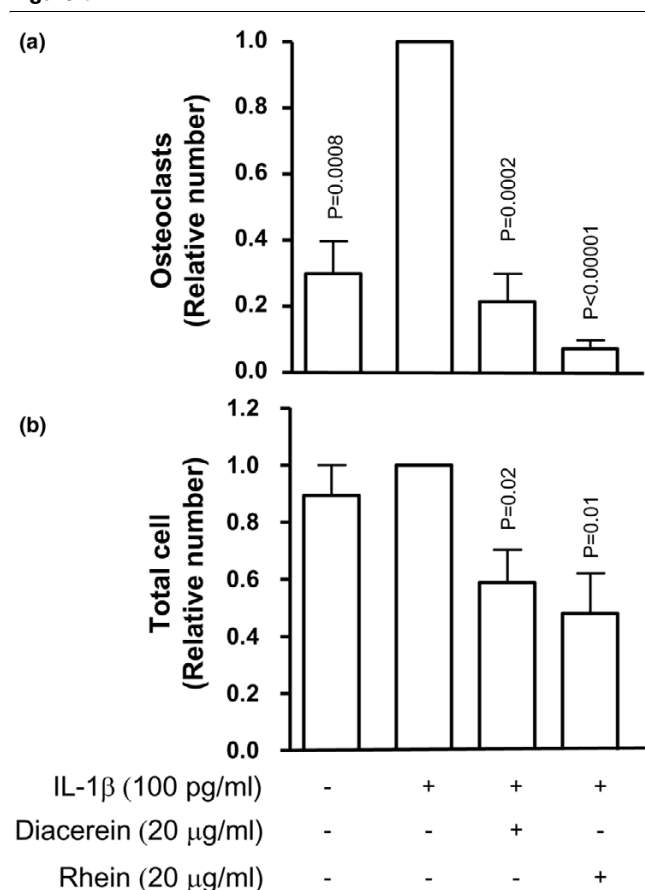 (a)
Osteoclasts
(Relative number)
1.0
0.8
0.6
0.4
0.2
0.0
P=0.0008
P=0.0002
P<0.00001
(b)
Total cell
(Relative number)
1.2
1.0
0.8
0.6
0.4
0.2
0.0
P=0.02
P=0.01
IL-1β (100 pg/ml) - + + +
Diacerein (20 μg/ml) - - + -
Rhein (20 μg/ml) - - - +